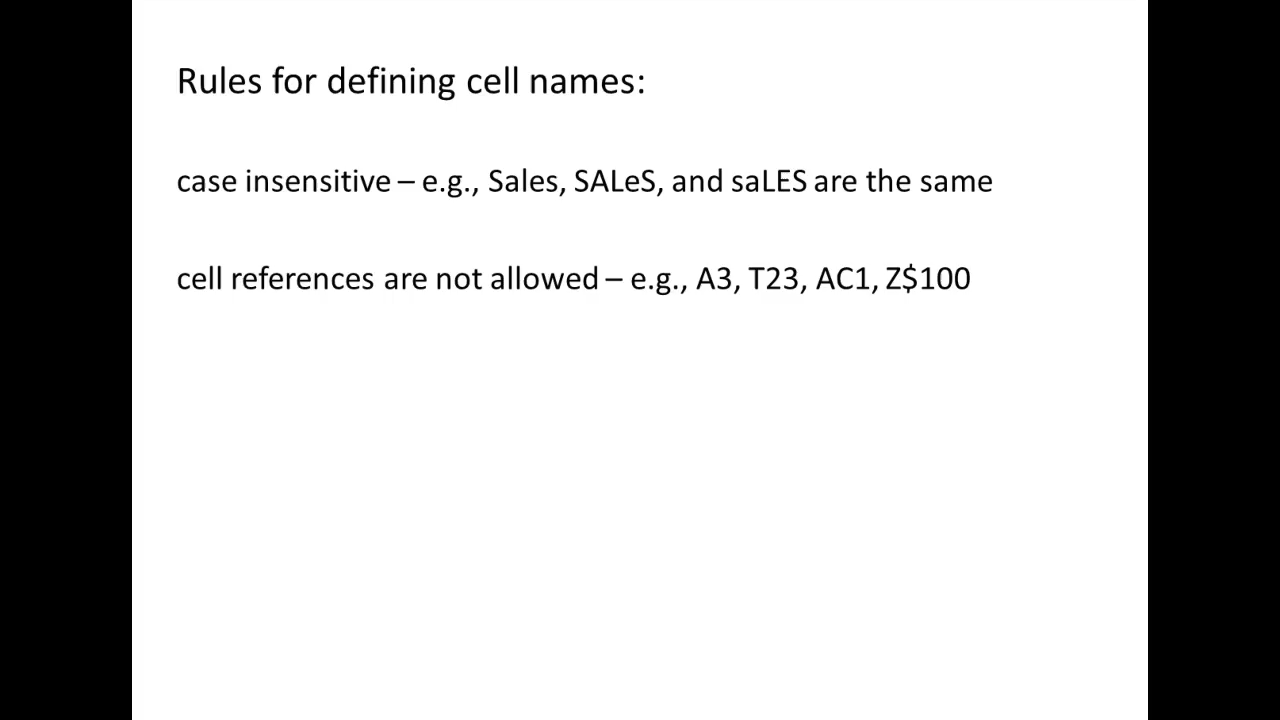 Rules for defining cell names:
case insensitive – e.g., Sales, SALeS, and saLES are the same
cell references are not allowed – e.g., A3, T23, AC1, Z$100